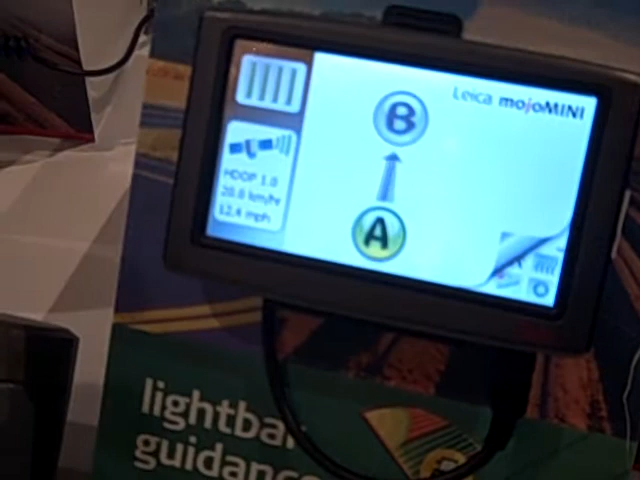 Leica mojoMINI
B
HDOP 1.0
20.0 km/hr
12.4 mph
A
lightbar
guidance